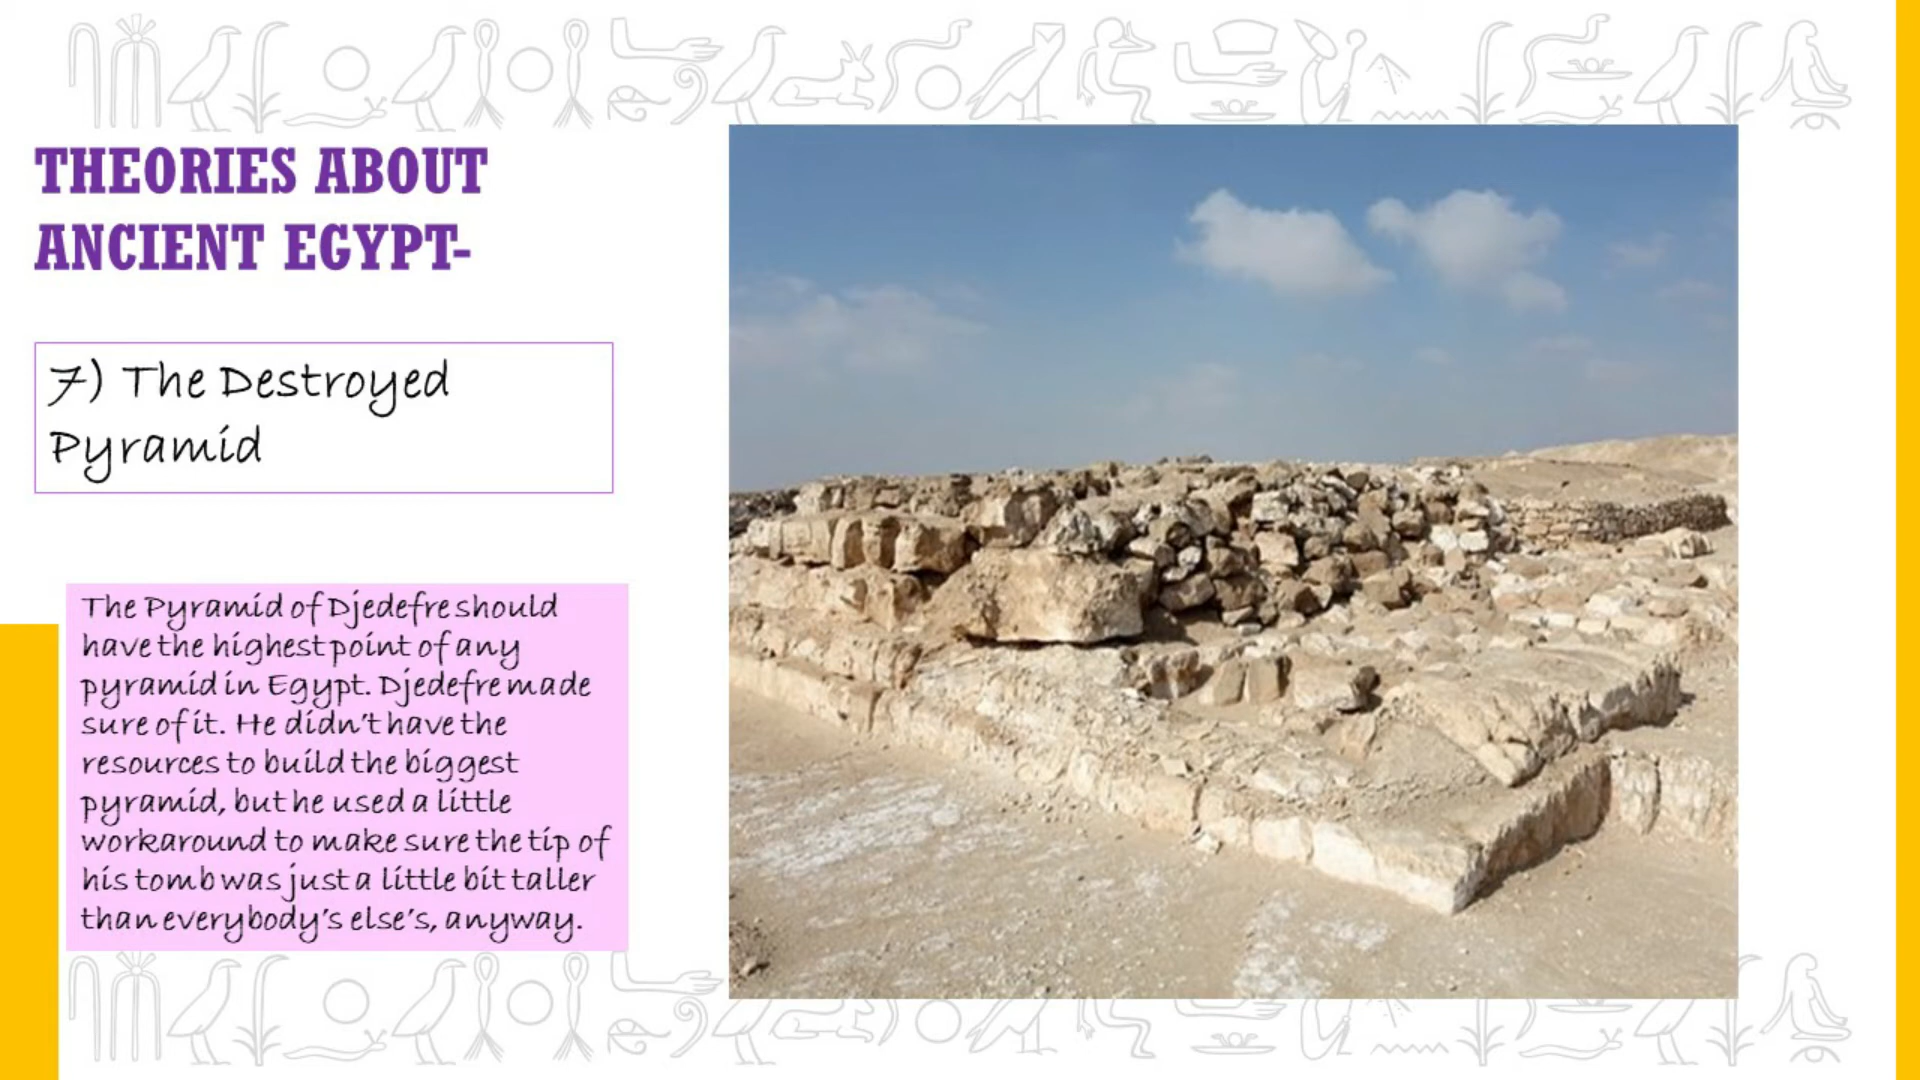 THEORIES ABOUT
ANCIENT EGYPT-
7) The Destroyed
Pyramid
The Pyramid of Djedefre should
have the highest point of any
pyramid in Egypt. Djedefre made
sure of it. He didn't have the
resources to build the biggest
pyramid, but he used a little
workaround to make sure the tip of
his tomb was just a little bit taller
than everybody's else's, anyway.